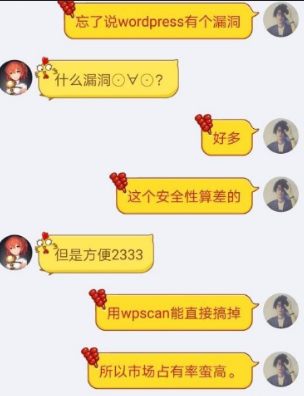 忘了说wordpress有个漏洞
什么漏洞⊙∀⊙?
好多
这个安全性算差的
但是方便2333
用wpscan能直接搞掉
所以市场占有率蛮高。